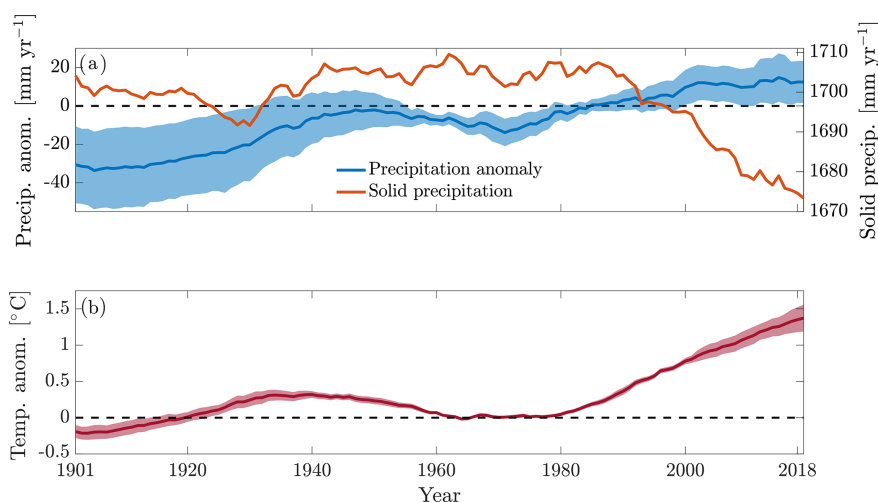 (a)
Precip. anom. [mm yr⁻¹]
20
0
-20
-40
1710
1700
1690
1680
1670
Solid precip. [mm yr⁻¹]
Precipitation anomaly
Solid precipitation
(b)
Temp. anom. [°C]
1.5
1
0.5
0
-0.5
1901 1920 1940 1960 1980 2000 2018
Year